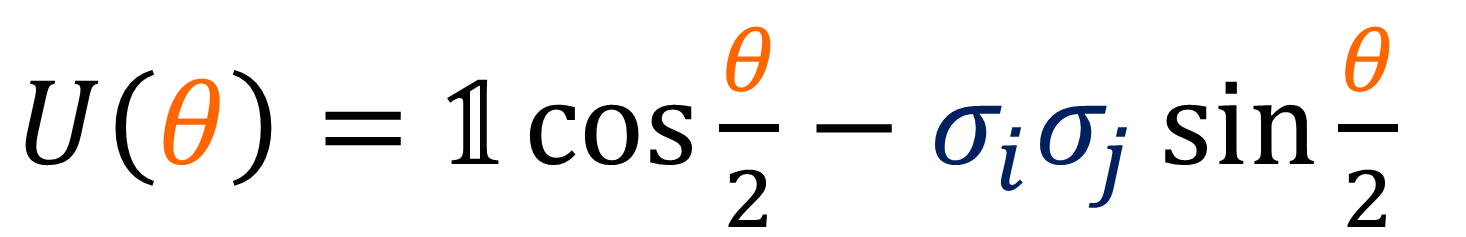 U(θ) = 𝟙 cos θ/2 − σᵢσⱼ sin θ/2